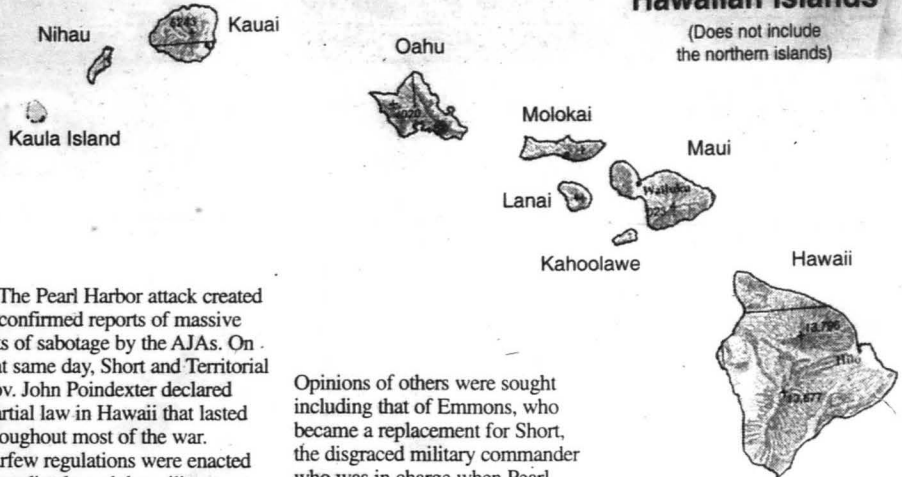 Hawaiian Islands
(Does not include
the northern islands)
Nihau
6243
Kauai
Kaula Island
Oahu
4020
Molokai
Maui
Wailuku
Lanai
Kahoolawe
Hawaii
13,796
Hilo
13,677
The Pearl Harbor attack created
confirmed reports of massive
of sabotage by the AJAs. On
same day, Short and Territorial
John Poindexter declared
law in Hawaii that lasted
most of the war.
regulations were enacted
Opinions of others were sought
including that of Emmons, who
became a replacement for Short,
the disgraced military commander
who was in charge when Pearl